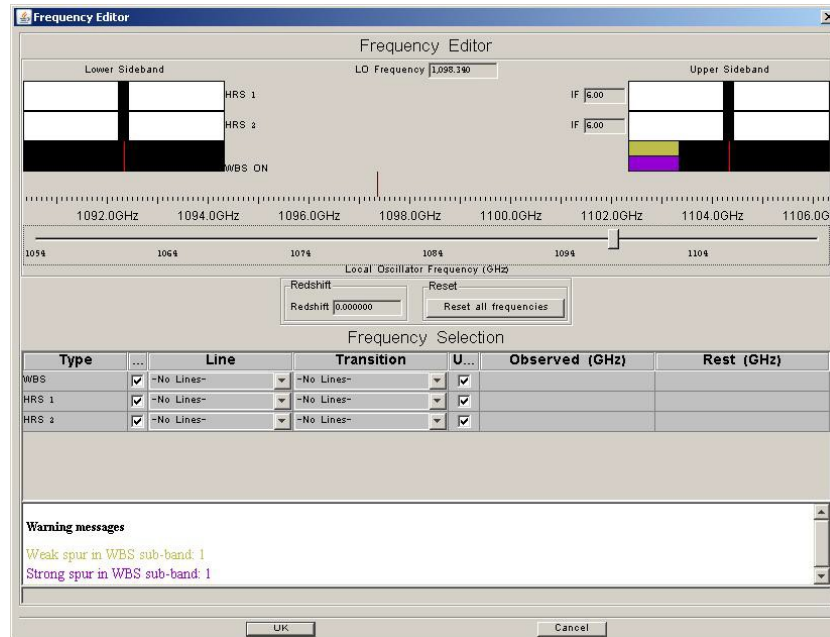 Frequency Editor
Frequency Editor
Lower Sideband LO Frequency 1,098.340 Upper Sideband
HRS 1 IF 6.00
HRS 2 IF 6.00
WBS ON
1092.0GHz 1094.0GHz 1096.0GHz 1098.0GHz 1100.0GHz 1102.0GHz 1104.0GHz 1106.0G
1054 1064 1074 1084 1094 1104
Local Oscillator Frequency (GHz)
Redshift Reset
Redshift 0.000000 Reset all frequencies
Frequency Selection
Type ... Line Transition U... Observed (GHz) Rest (GHz)
WBS -No Lines- -No Lines-
HRS 1 -No Lines- -No Lines-
HRS 2 -No Lines- -No Lines-
Warning messages
Weak spur in WBS sub-band: 1
Strong spur in WBS sub-band: 1
OK Cancel